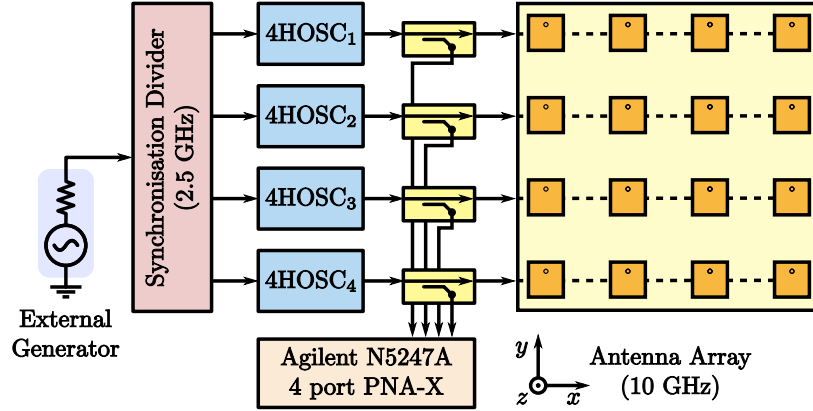 Synchronisation Divider
(2.5 GHz)
4HOSC₁
4HOSC₂
4HOSC₃
4HOSC₄
External
Generator
Agilent N5247A
4 port PNA-X
y
z
x
Antenna Array
(10 GHz)